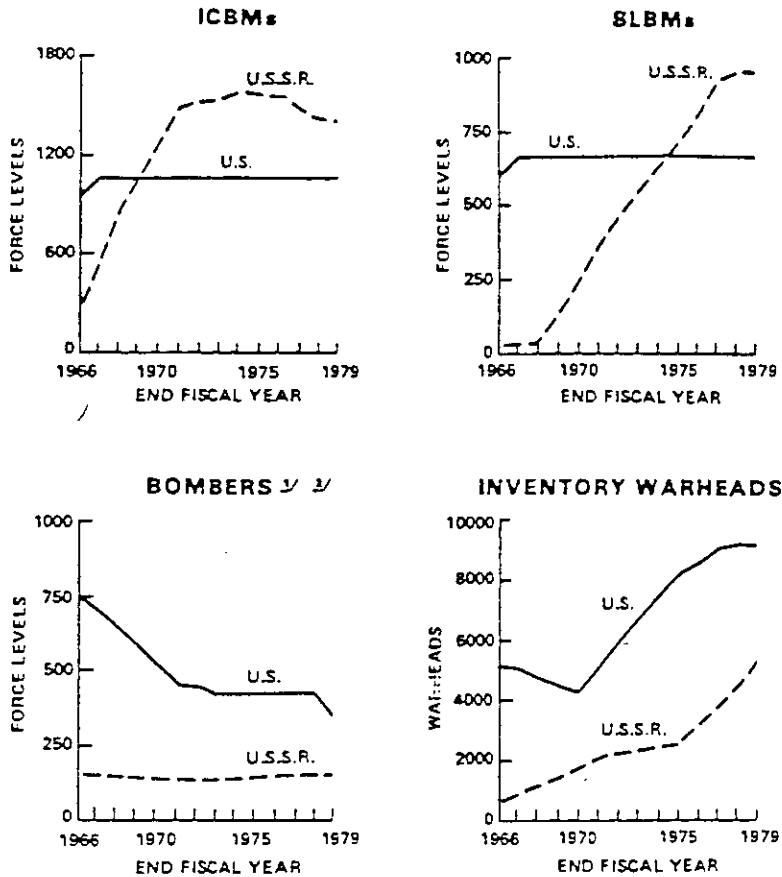 ICBMs
1800
1200
600
0
FORCE LEVELS
U.S.S.R.
U.S.
1966 1970 1975 1979
END FISCAL YEAR
SLBMs
1000
750
500
250
0
FORCE LEVELS
U.S.S.R.
U.S.
1966 1970 1975 1979
END FISCAL YEAR
BOMBERS
1000
750
500
250
0
FORCE LEVELS
U.S.
U.S.S.R.
1966 1970 1975 1979
END FISCAL YEAR
INVENTORY WARHEADS
10000
8000
6000
4000
2000
0
WARHEADS
U.S.
U.S.S.R.
1966 1970 1975 1979
END FISCAL YEAR